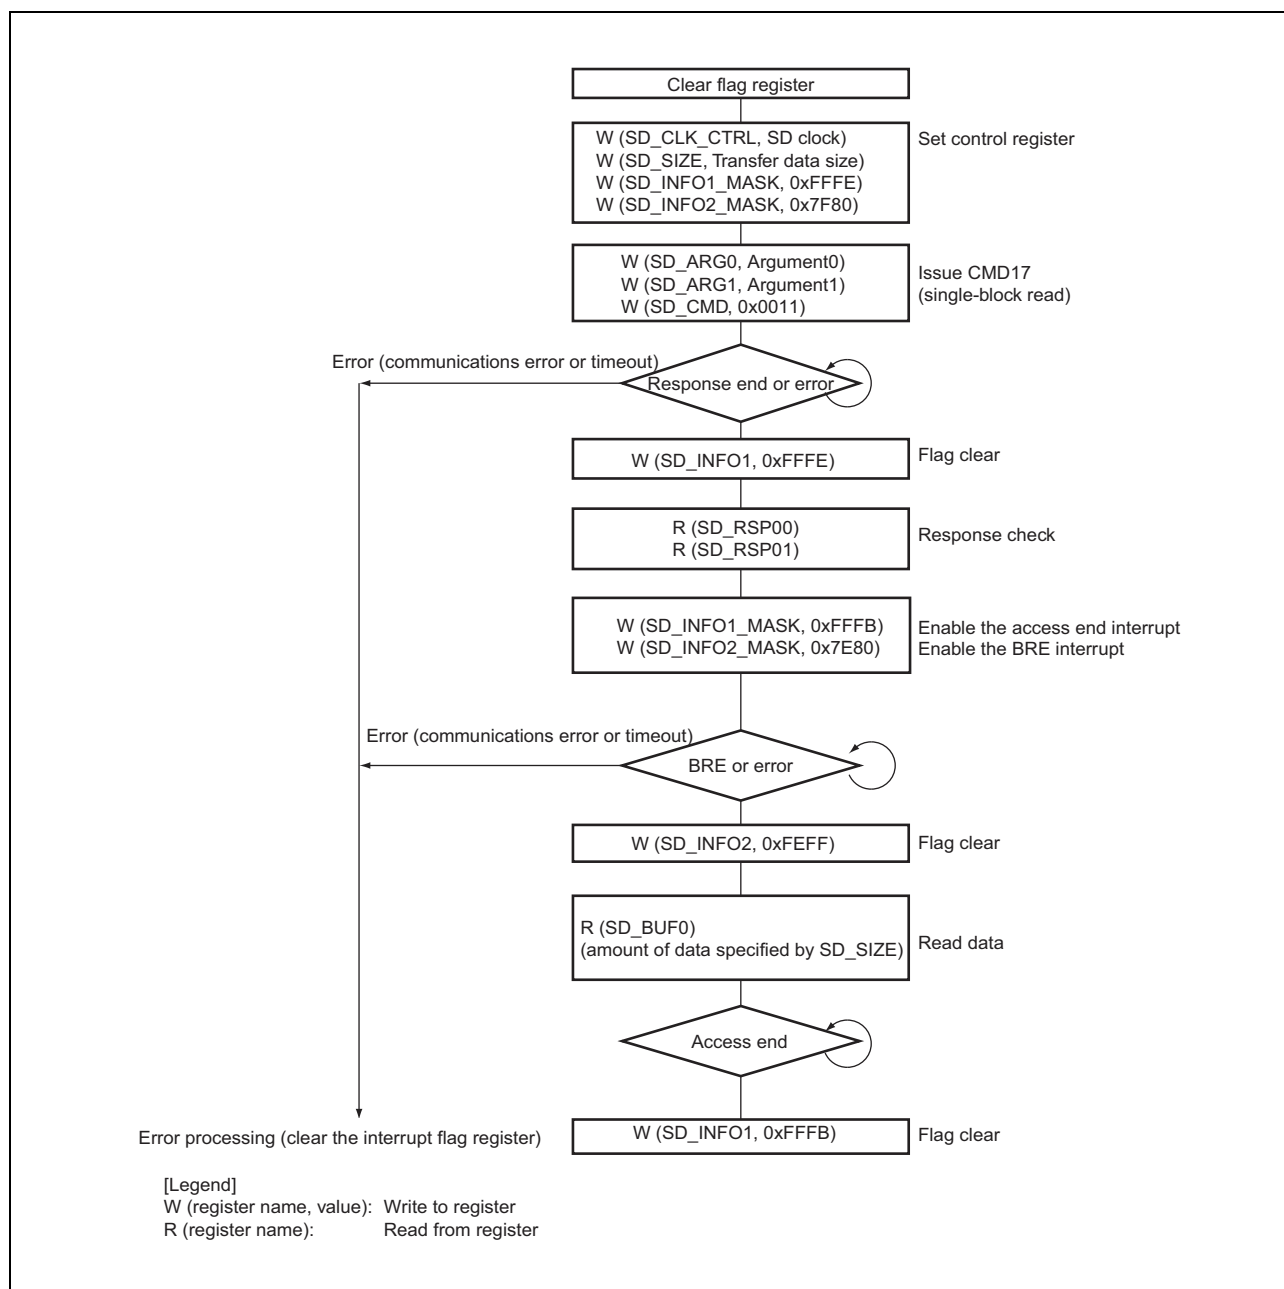 Clear flag register
W (SD_CLK_CTRL, SD clock)
W (SD_SIZE, Transfer data size)
W (SD_INFO1_MASK, 0xFFFE)
W (SD_INFO2_MASK, 0x7F80)
Set control register
W (SD_ARG0, Argument0)
W (SD_ARG1, Argument1)
W (SD_CMD, 0x0011)
Issue CMD17
(single-block read)
Error (communications error or timeout)
Response end or error
W (SD_INFO1, 0xFFFE)
Flag clear
R (SD_RSP00)
R (SD_RSP01)
Response check
W (SD_INFO1_MASK, 0xFFFB)
W (SD_INFO2_MASK, 0x7E80)
Enable the access end interrupt
Enable the BRE interrupt
Error (communications error or timeout)
BRE or error
W (SD_INFO2, 0xFEFF)
Flag clear
R (SD_BUF0)
(amount of data specified by SD_SIZE)
Read data
Access end
Error processing (clear the interrupt flag register)
W (SD_INFO1, 0xFFFB)
Flag clear
[Legend]
W (register name, value): Write to register
R (register name): Read from register